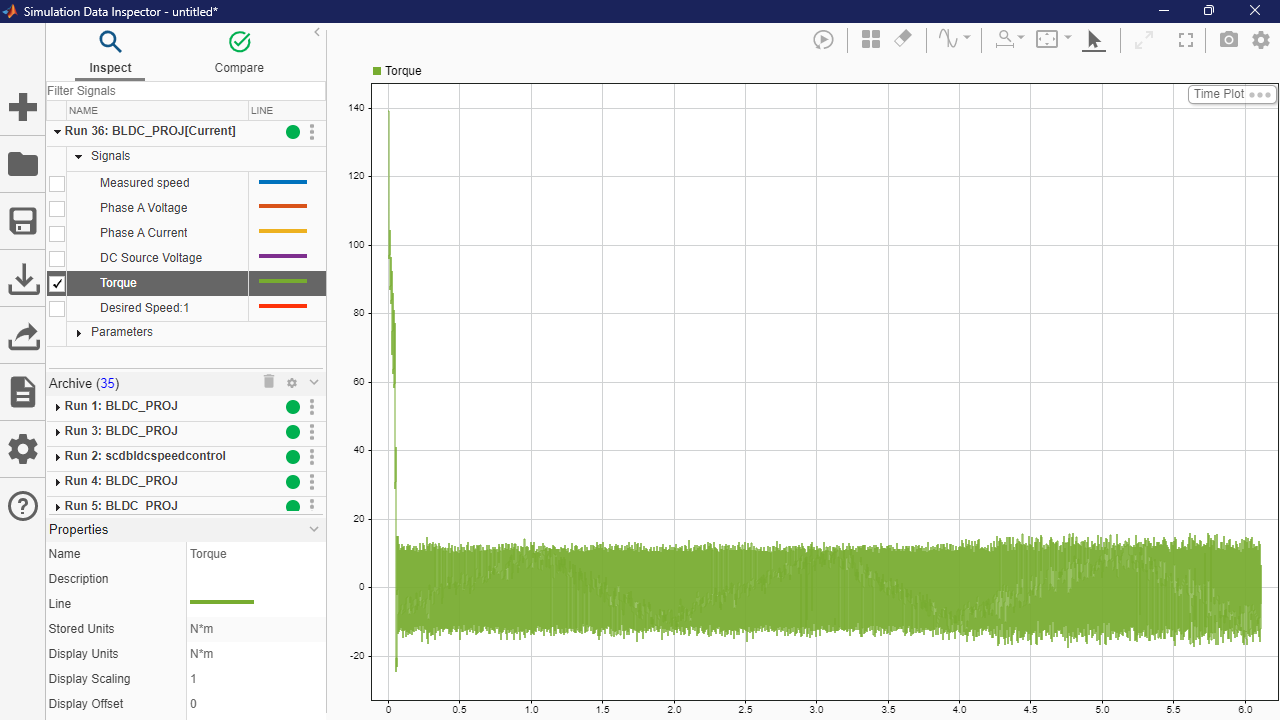 Simulation Data Inspector - untitled*
Inspect
Compare
Filter Signals
NAME
LINE
Run 36: BLDC_PROJ[Current]
Signals
Measured speed
Phase A Voltage
Phase A Current
DC Source Voltage
Torque
Desired Speed:1
Parameters
Archive (35)
Run 1: BLDC_PROJ
Run 3: BLDC_PROJ
Run 2: scdbldcspeedcontrol
Run 4: BLDC_PROJ
Run 5: BLDC_PROJ
Properties
Name Torque
Description
Line
Stored Units N*m
Display Units N*m
Display Scaling 1
Display Offset 0
Torque
Time Plot
140
120
100
80
60
40
20
0
-20
0 0.5 1.0 1.5 2.0 2.5 3.0 3.5 4.0 4.5 5.0 5.5 6.0